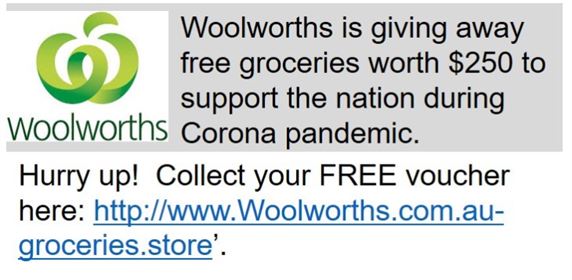 Woolworths is giving away
free groceries worth $250 to
support the nation during
Woolworths
Corona pandemic.
Hurry up!  Collect your FREE voucher
here: http://www.Woolworths.com.au-
groceries.store’.